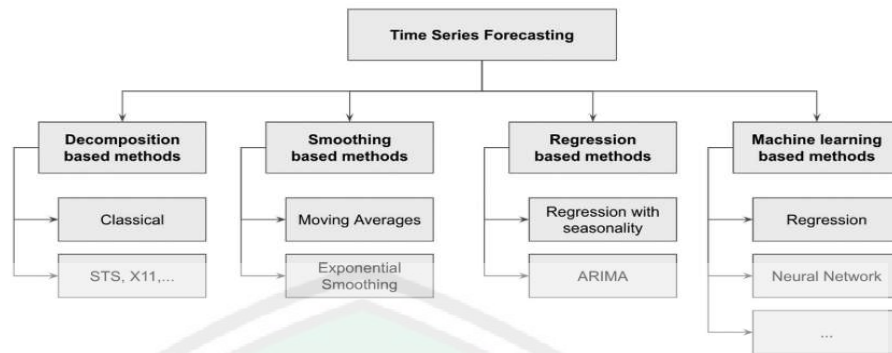 Time Series Forecasting
Decomposition
based methods
Smoothing
based methods
Regression
based methods
Machine learning
based methods
Classical
Moving Averages
Regression with
seasonality
Regression
STS, X11,...
Exponential
Smoothing
ARIMA
Neural Network
...